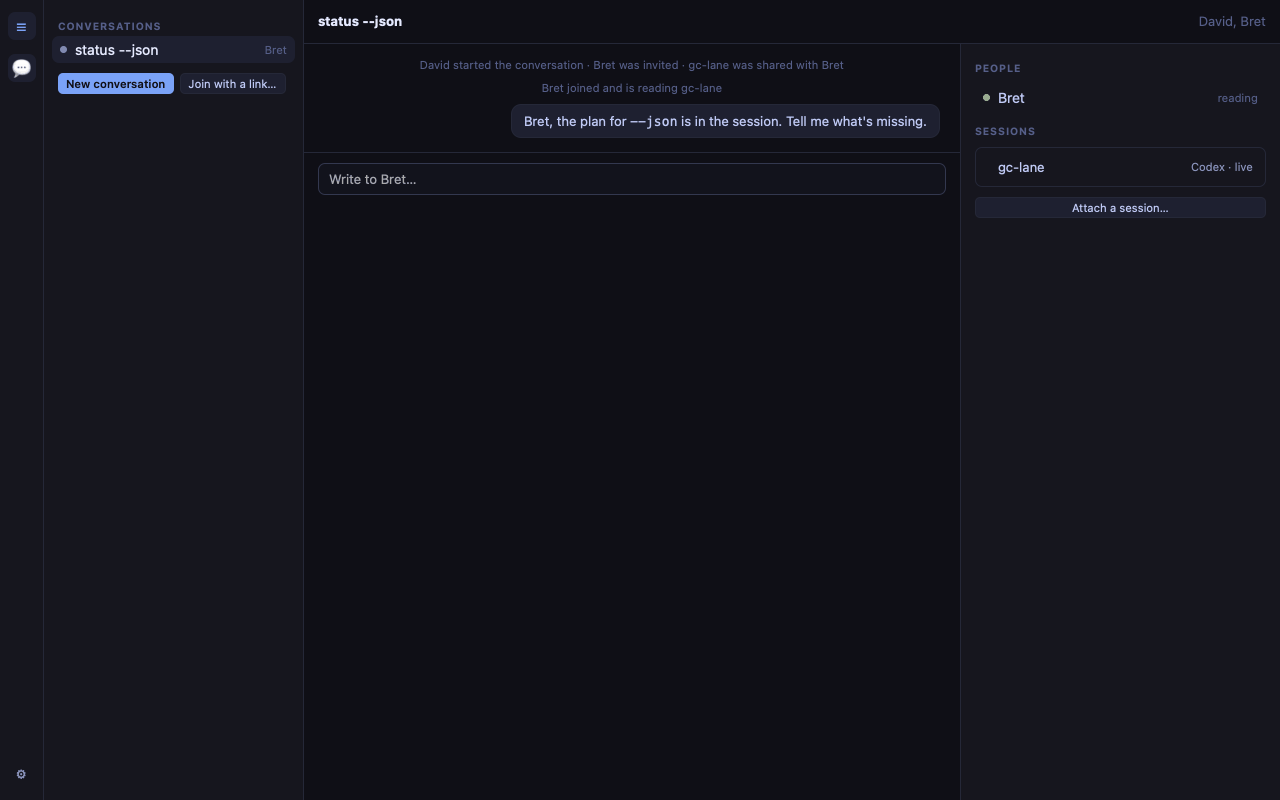 CONVERSATIONS
status --json Bret
New conversation Join with a link...
status --json David, Bret
David started the conversation · Bret was invited · gc-lane was shared with Bret
Bret joined and is reading gc-lane
Bret, the plan for --json is in the session. Tell me what's missing.
Write to Bret...
PEOPLE
Bret reading
SESSIONS
gc-lane Codex · live
Attach a session...